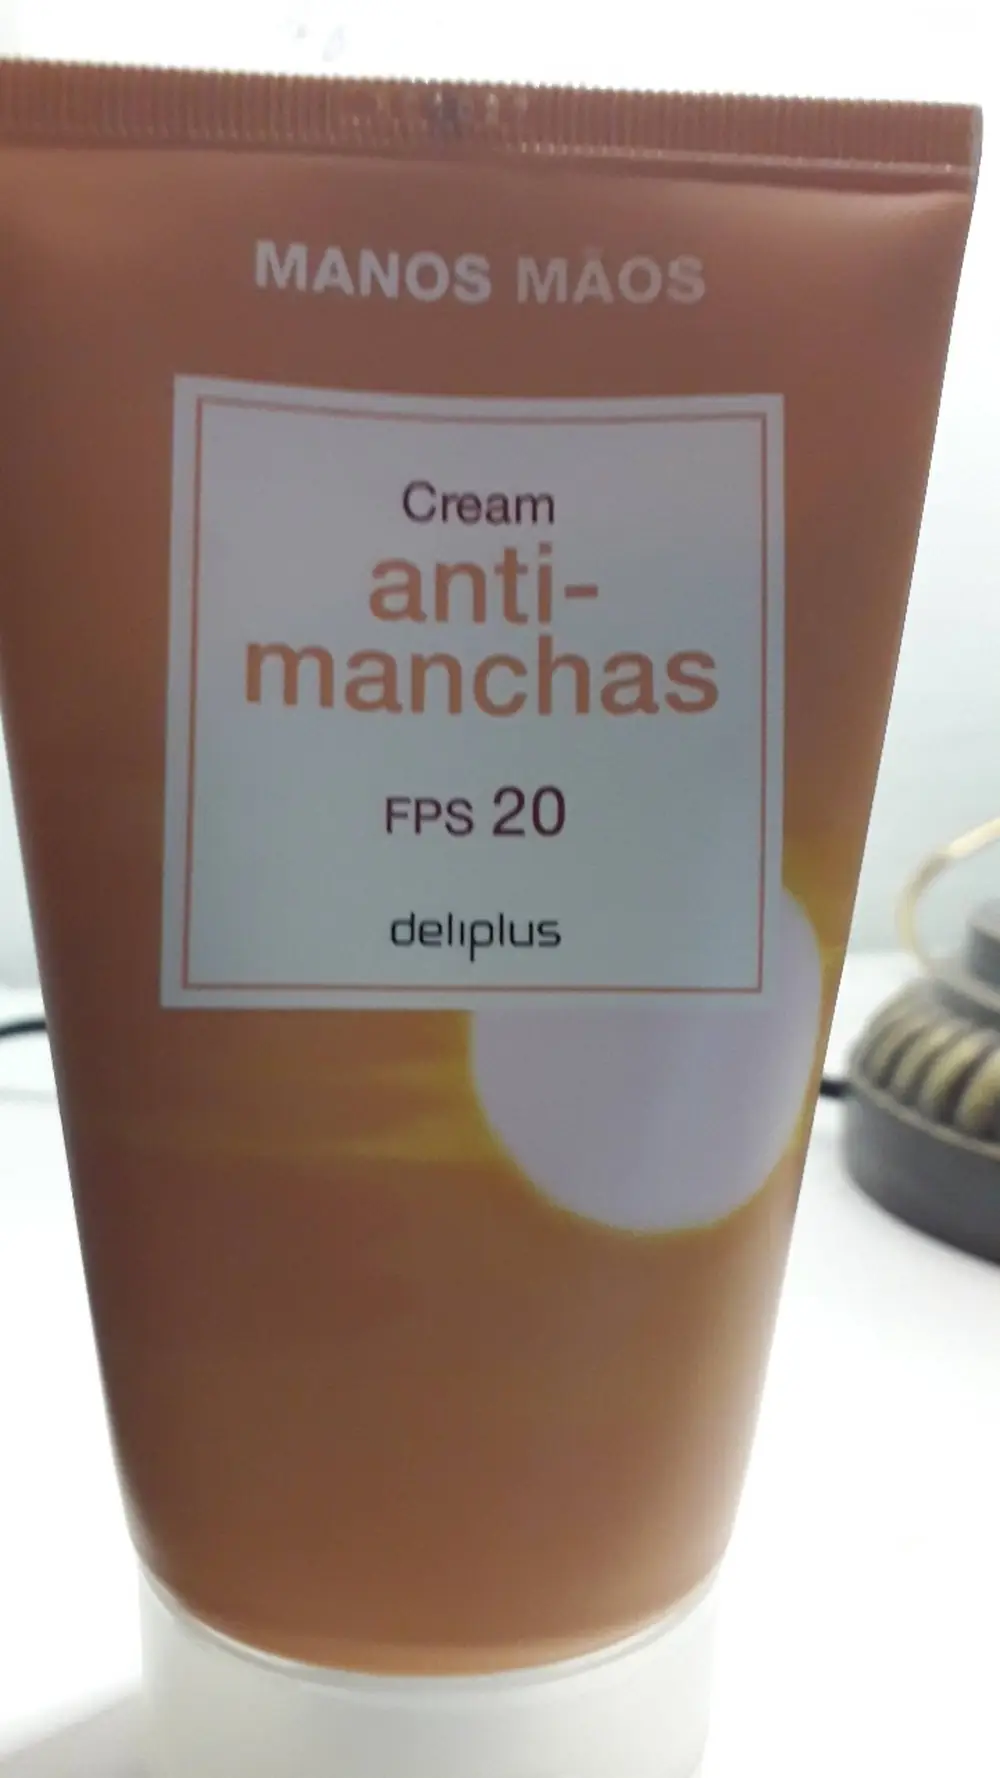 MANOS MÃOS
Cream
anti-
manchas
FPS 20
deliplus